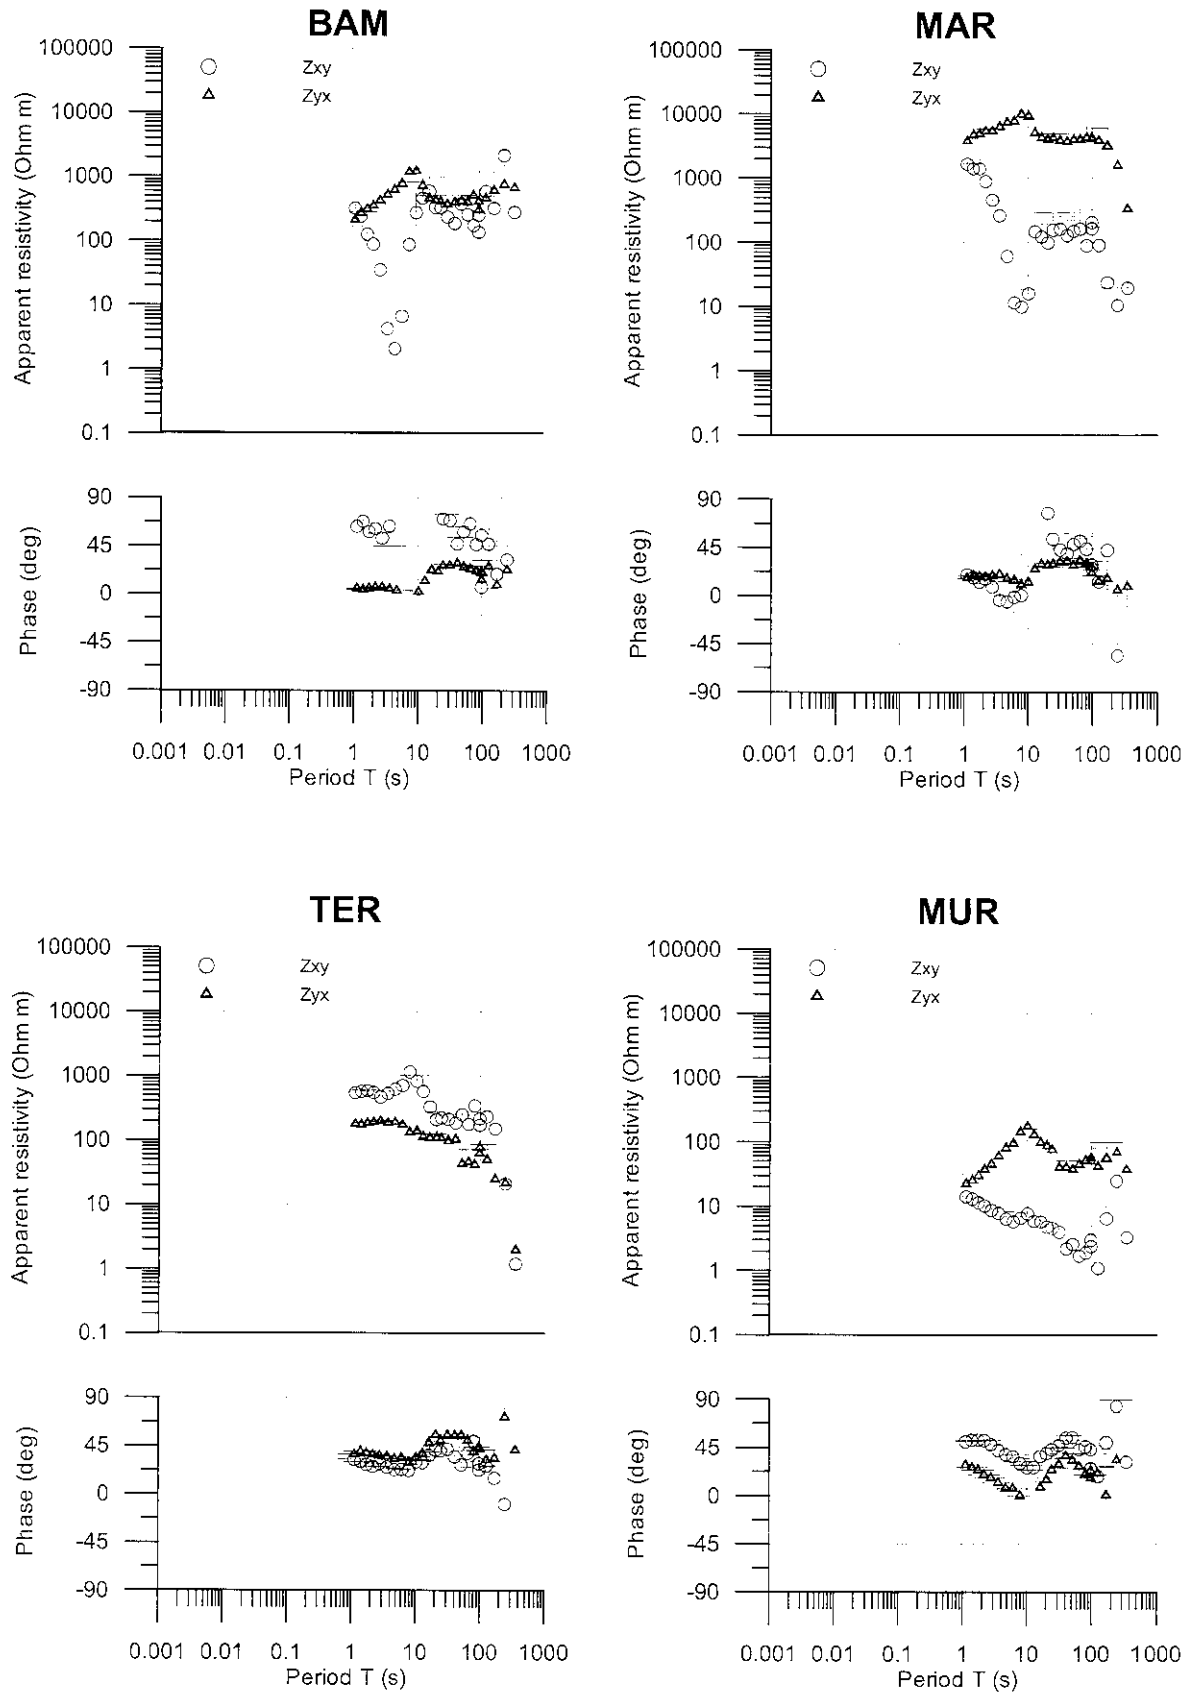 BAM
100000
10000
1000
100
10
1
0.1
Apparent resistivity (Ohm m)
Zxy
Zyx
90
45
0
-45
-90
Phase (deg)
0.001 0.01 0.1 1 10 100 1000
Period T (s)
MAR
100000
10000
1000
100
10
1
0.1
Apparent resistivity (Ohm m)
Zxy
Zyx
90
45
0
-45
-90
Phase (deg)
0.001 0.01 0.1 1 10 100 1000
Period T (s)
TER
100000
10000
1000
100
10
1
0.1
Apparent resistivity (Ohm m)
Zxy
Zyx
90
45
0
-45
-90
Phase (deg)
0.001 0.01 0.1 1 10 100 1000
Period T (s)
MUR
100000
10000
1000
100
10
1
0.1
Apparent resistivity (Ohm m)
Zxy
Zyx
90
45
0
-45
-90
Phase (deg)
0.001 0.01 0.1 1 10 100 1000
Period T (s)